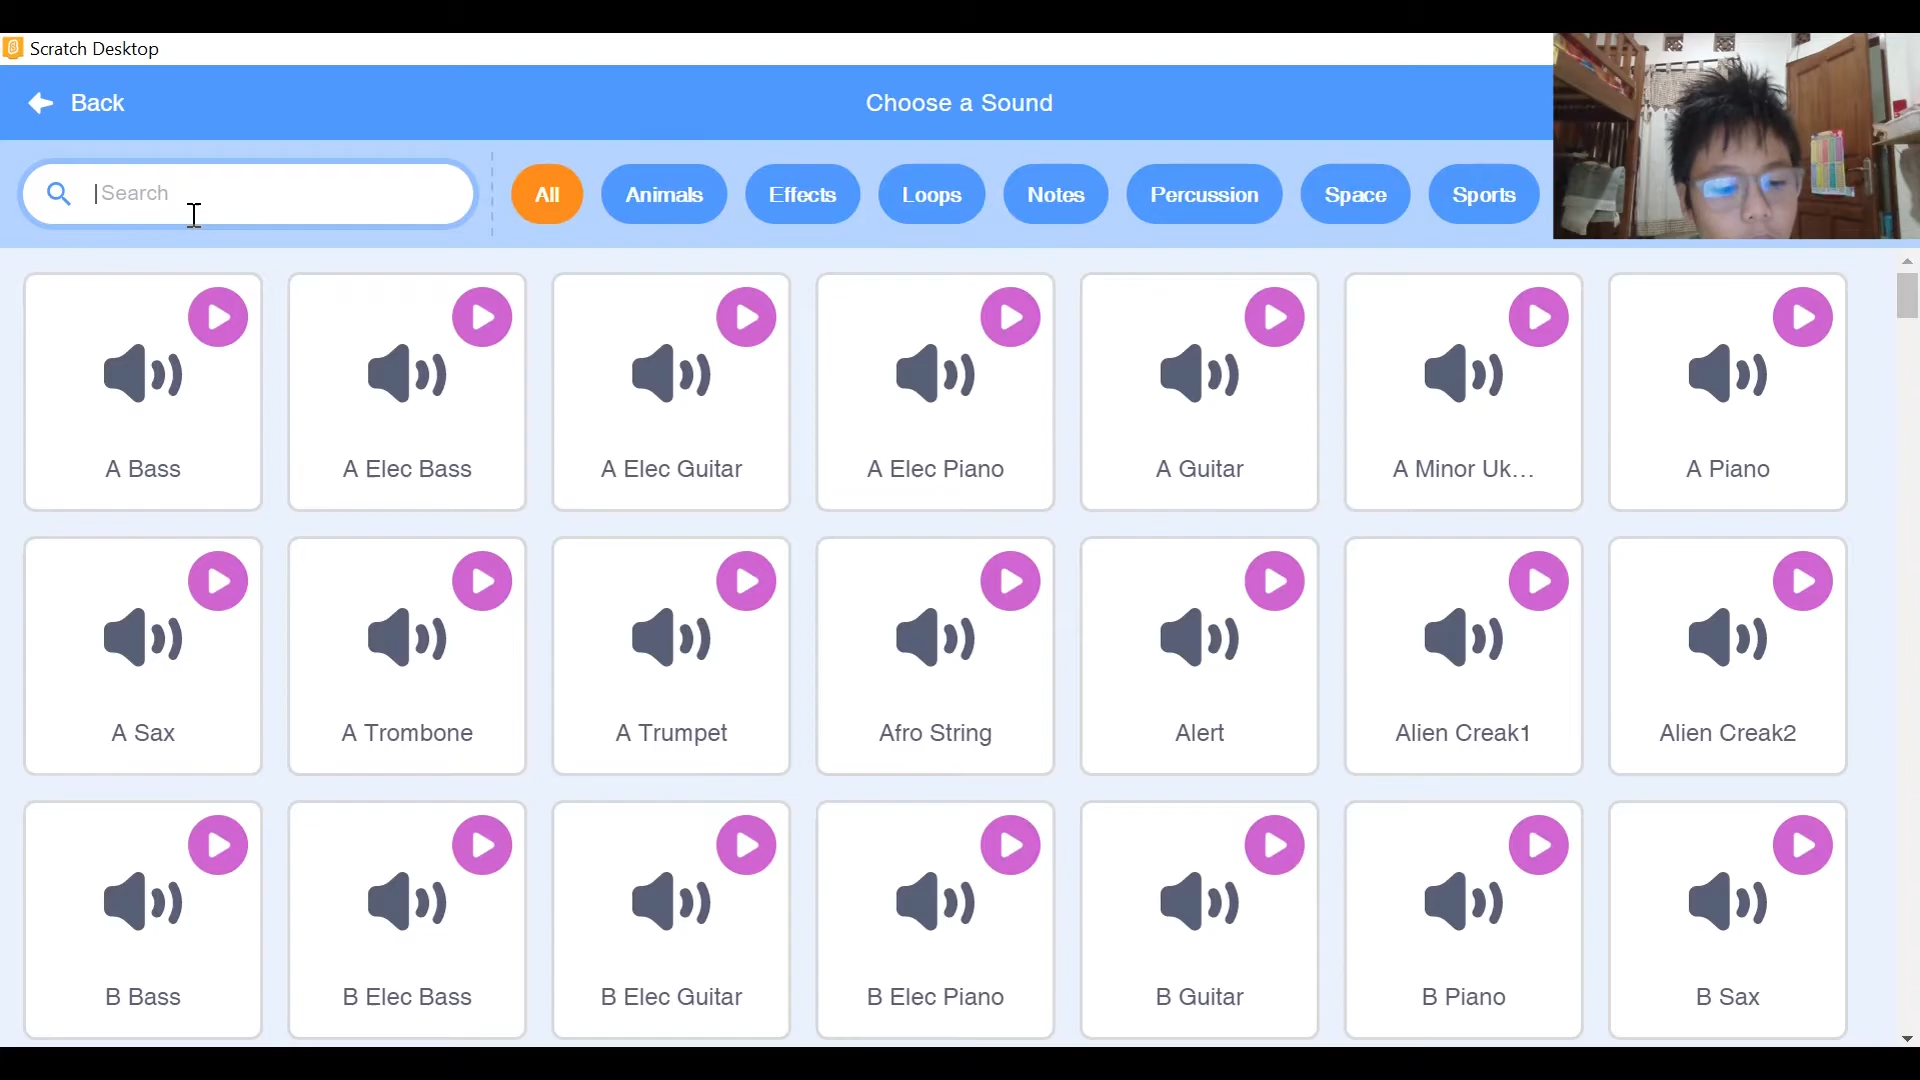 Scratch Desktop
Back
Choose a Sound
Search
All
Animals
Effects
Loops
Notes
Percussion
Space
Sports
A Bass
A Elec Bass
A Elec Guitar
A Elec Piano
A Guitar
A Minor Uk...
A Piano
A Sax
A Trombone
A Trumpet
Afro String
Alert
Alien Creak1
Alien Creak2
B Bass
B Elec Bass
B Elec Guitar
B Elec Piano
B Guitar
B Piano
B Sax